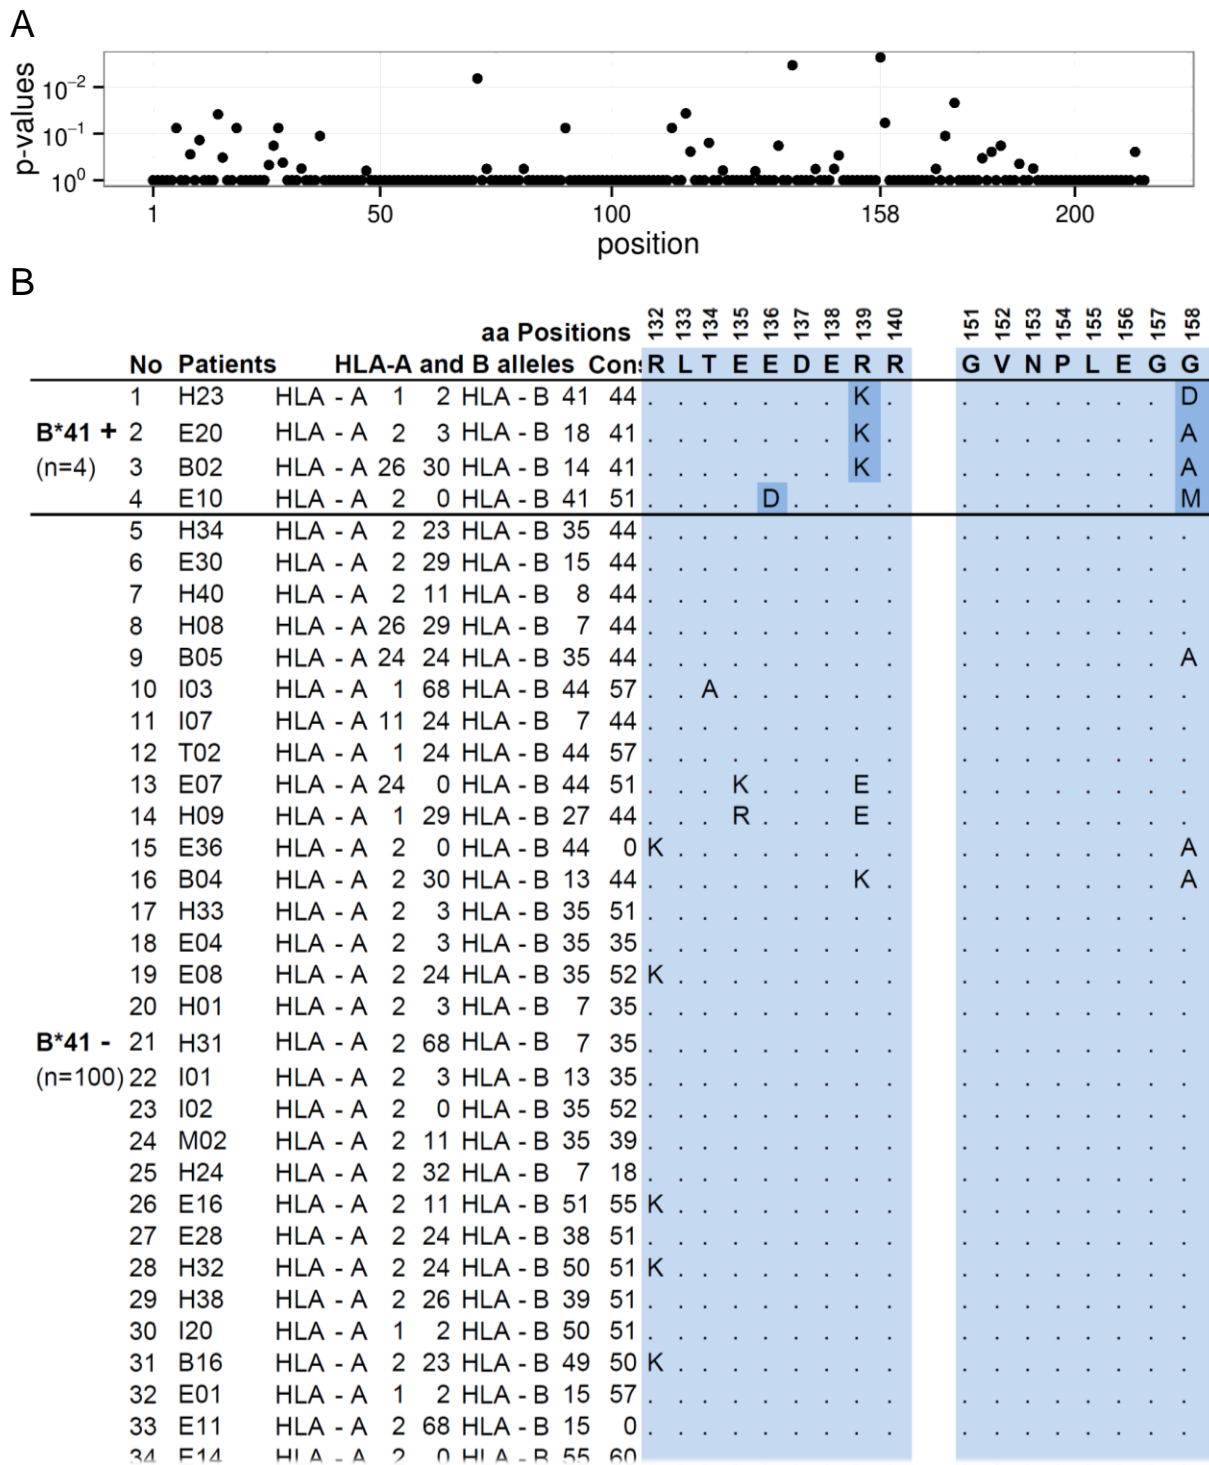 A
p-values
10⁻²
10⁻¹
10⁰
1 50 100 158 200
position
B
132 133 134 135 136 137 138 139 140 151 152 153 154 155 156 157 158
aa Positions
No Patients HLA-A and B alleles Cons R L T E E D E R R G V N P L E G G
1 H23 HLA - A 1 2 HLA - B 41 44 . . . . . . . K . . . . . . . . D
B*41 + 2 E20 HLA - A 2 3 HLA - B 18 41 . . . . . . . K . . . . . . . . A
(n=4) 3 B02 HLA - A 26 30 HLA - B 14 41 . . . . . . . K . . . . . . . . A
4 E10 HLA - A 2 0 HLA - B 41 51 . . . . D . . . . . . . . . . . M
5 H34 HLA - A 2 23 HLA - B 35 44 . . . . . . . . . . . . . . . . .
6 E30 HLA - A 2 29 HLA - B 15 44 . . . . . . . . . . . . . . . . .
7 H40 HLA - A 2 11 HLA - B 8 44 . . . . . . . . . . . . . . . . .
8 H08 HLA - A 26 29 HLA - B 7 44 . . . . . . . . . . . . . . . . .
9 B05 HLA - A 24 24 HLA - B 35 44 . . . . . . . . . . . . . . . . A
10 I03 HLA - A 1 68 HLA - B 44 57 . . A . . . . . . . . . . . . . .
11 I07 HLA - A 11 24 HLA - B 7 44 . . . . . . . . . . . . . . . . .
12 T02 HLA - A 1 24 HLA - B 44 57 . . . . . . . . . . . . . . . . .
13 E07 HLA - A 24 0 HLA - B 44 51 . . . K . . . E . . . . . . . . .
14 H09 HLA - A 1 29 HLA - B 27 44 . . . R . . . E . . . . . . . . .
15 E36 HLA - A 2 0 HLA - B 44 0 K . . . . . . . . . . . . . . . A
16 B04 HLA - A 2 30 HLA - B 13 44 . . . . . . . K . . . . . . . . A
17 H33 HLA - A 2 3 HLA - B 35 51 . . . . . . . . . . . . . . . . .
18 E04 HLA - A 2 3 HLA - B 35 35 . . . . . . . . . . . . . . . . .
19 E08 HLA - A 2 24 HLA - B 35 52 K . . . . . . . . . . . . . . . .
20 H01 HLA - A 2 3 HLA - B 7 35 . . . . . . . . . . . . . . . . .
B*41 - 21 H31 HLA - A 2 68 HLA - B 7 35 . . . . . . . . . . . . . . . . .
(n=100) 22 I01 HLA - A 2 3 HLA - B 13 35 . . . . . . . . . . . . . . . . .
23 I02 HLA - A 2 0 HLA - B 35 52 . . . . . . . . . . . . . . . . .
24 M02 HLA - A 2 11 HLA - B 35 39 . . . . . . . . . . . . . . . . .
25 H24 HLA - A 2 32 HLA - B 7 18 . . . . . . . . . . . . . . . . .
26 E16 HLA - A 2 11 HLA - B 51 55 K . . . . . . . . . . . . . . . .
27 E28 HLA - A 2 24 HLA - B 38 51 . . . . . . . . . . . . . . . . .
28 H32 HLA - A 2 24 HLA - B 50 51 K . . . . . . . . . . . . . . . .
29 H38 HLA - A 2 26 HLA - B 39 51 . . . . . . . . . . . . . . . . .
30 I20 HLA - A 1 2 HLA - B 50 51 . . . . . . . . . . . . . . . . .
31 B16 HLA - A 2 23 HLA - B 49 50 K . . . . . . . . . . . . . . . .
32 E01 HLA - A 1 2 HLA - B 15 57 . . . . . . . . . . . . . . . . .
33 E11 HLA - A 2 68 HLA - B 15 0 . . . . . . . . . . . . . . . . .
34 E14 HLA - A 2 0 HLA - B 55 60 . . . . . . . . . . . . . . . . .